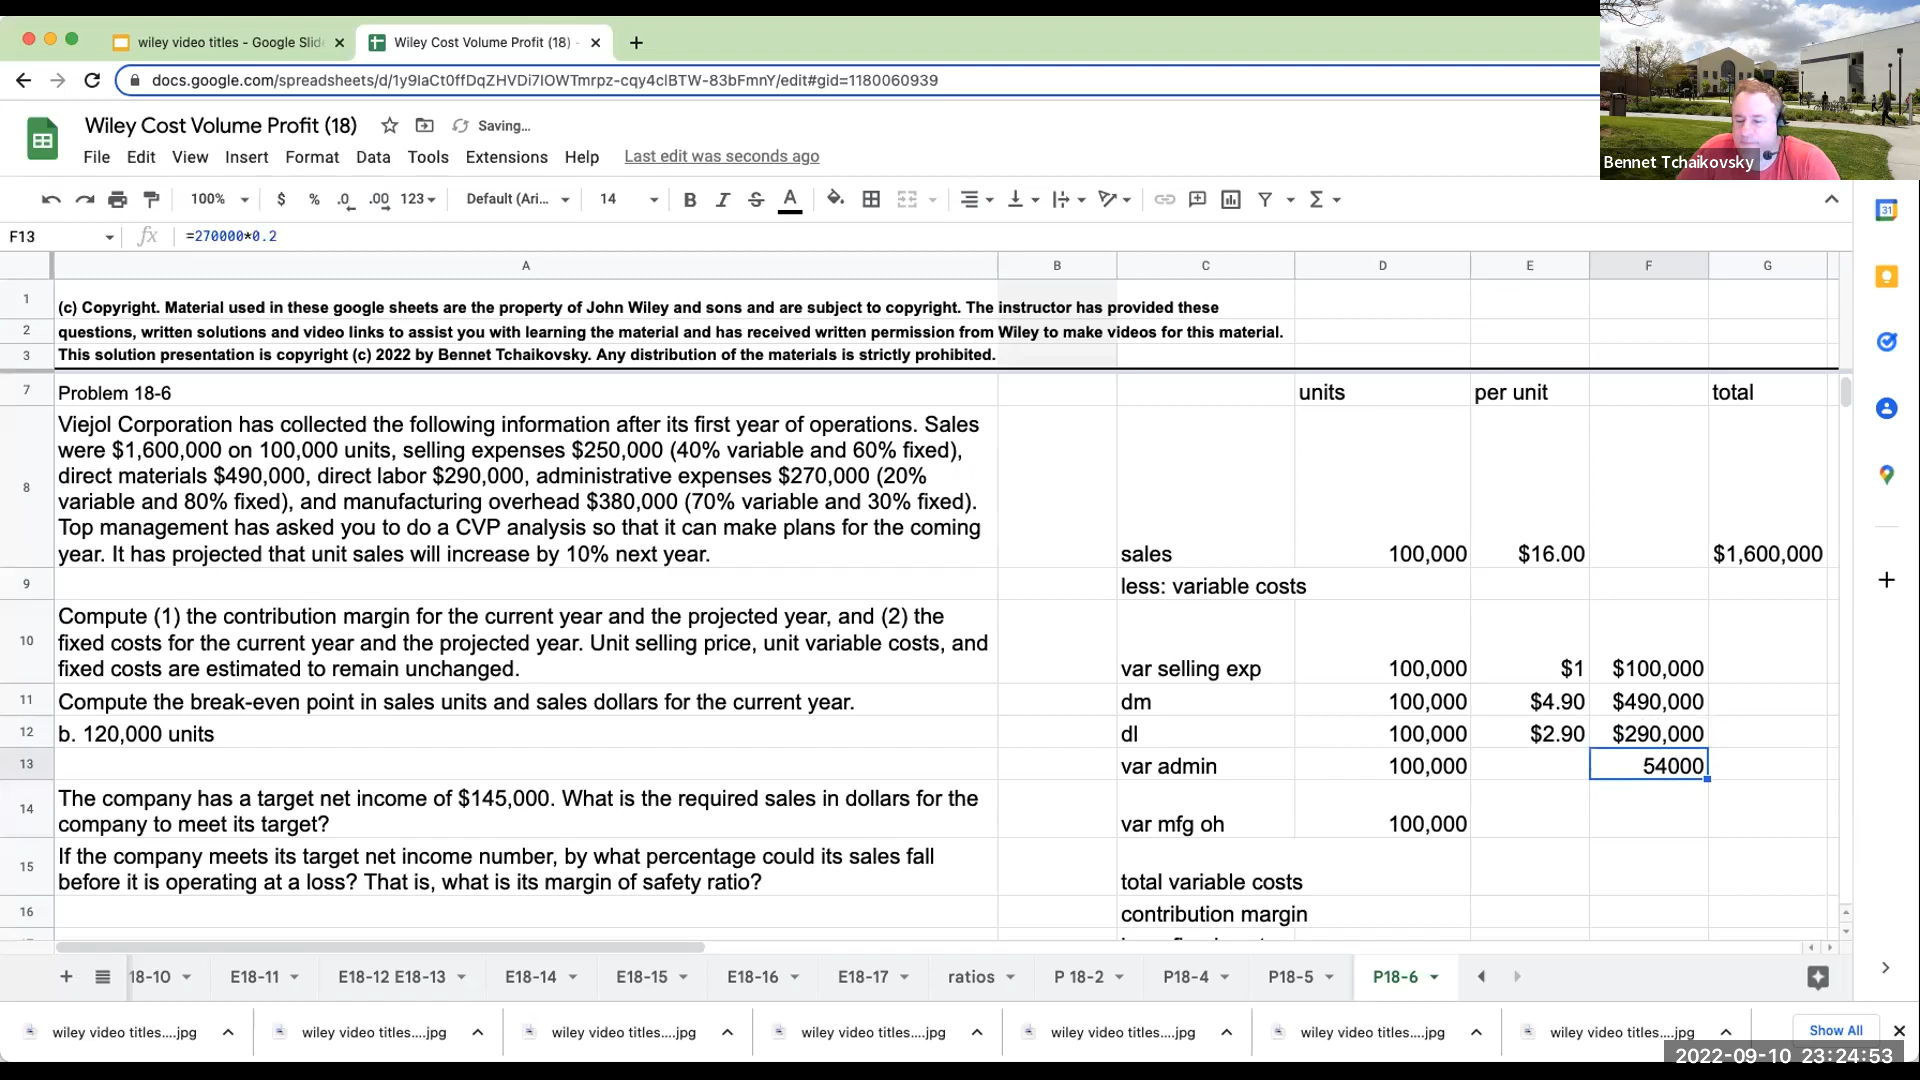 wiley video titles - Google Slid
Wiley Cost Volume Profit (18) -
docs.google.com/spreadsheets/d/1y9laCt0ffDqZHVDi7IOWTmrpz-cqy4clBTW-83bFmnY/edit#gid=1180060939
Bennet Tchaikovsky
Wiley Cost Volume Profit (18) Saving…
File Edit View Insert Format Data Tools Extensions Help Last edit was seconds ago
100% $ % .0 .00 123 Default (Ari... 14 B I S A
F13 fx =270000*0.2
A B C D E F G
1 (c) Copyright. Material used in these google sheets are the property of John Wiley and sons and are subject to copyright. The instructor has provided these
2 questions, written solutions and video links to assist you with learning the material and has received written permission from Wiley to make videos for this material.
3 This solution presentation is copyright (c) 2022 by Bennet Tchaikovsky. Any distribution of the materials is strictly prohibited.
7 Problem 18-6 units per unit total
Viejol Corporation has collected the following information after its first year of operations. Sales
were $1,600,000 on 100,000 units, selling expenses $250,000 (40% variable and 60% fixed),
direct materials $490,000, direct labor $290,000, administrative expenses $270,000 (20%
8 variable and 80% fixed), and manufacturing overhead $380,000 (70% variable and 30% fixed).
Top management has asked you to do a CVP analysis so that it can make plans for the coming
year. It has projected that unit sales will increase by 10% next year. sales 100,000 $16.00 $1,600,000
9 less: variable costs
Compute (1) the contribution margin for the current year and the projected year, and (2) the
10 fixed costs for the current year and the projected year. Unit selling price, unit variable costs, and
fixed costs are estimated to remain unchanged. var selling exp 100,000 $1 $100,000
11 Compute the break-even point in sales units and sales dollars for the current year. dm 100,000 $4.90 $490,000
12 b. 120,000 units dl 100,000 $2.90 $290,000
13 var admin 100,000 54000
The company has a target net income of $145,000. What is the required sales in dollars for the
14 company to meet its target? var mfg oh 100,000
If the company meets its target net income number, by what percentage could its sales fall
15 before it is operating at a loss? That is, what is its margin of safety ratio? total variable costs
16 contribution margin
18-10 E18-11 E18-12 E18-13 E18-14 E18-15 E18-16 E18-17 ratios P 18-2 P18-4 P18-5 P18-6
wiley video titles....jpg wiley video titles....jpg wiley video titles....jpg wiley video titles....jpg wiley video titles....jpg wiley video titles....jpg wiley video titles....jpg Show All
2022-09-10 23:24:53